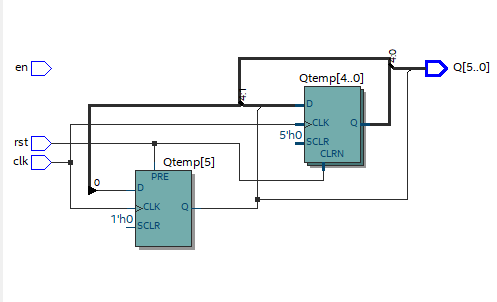 en
4:0
Q[5..0]
Qtemp[4..0]
4:1
D
CLK
Q
5'h0
SCLR
CLRN
rst
clk
Qtemp[5]
PRE
0
D
CLK
Q
1'h0
SCLR